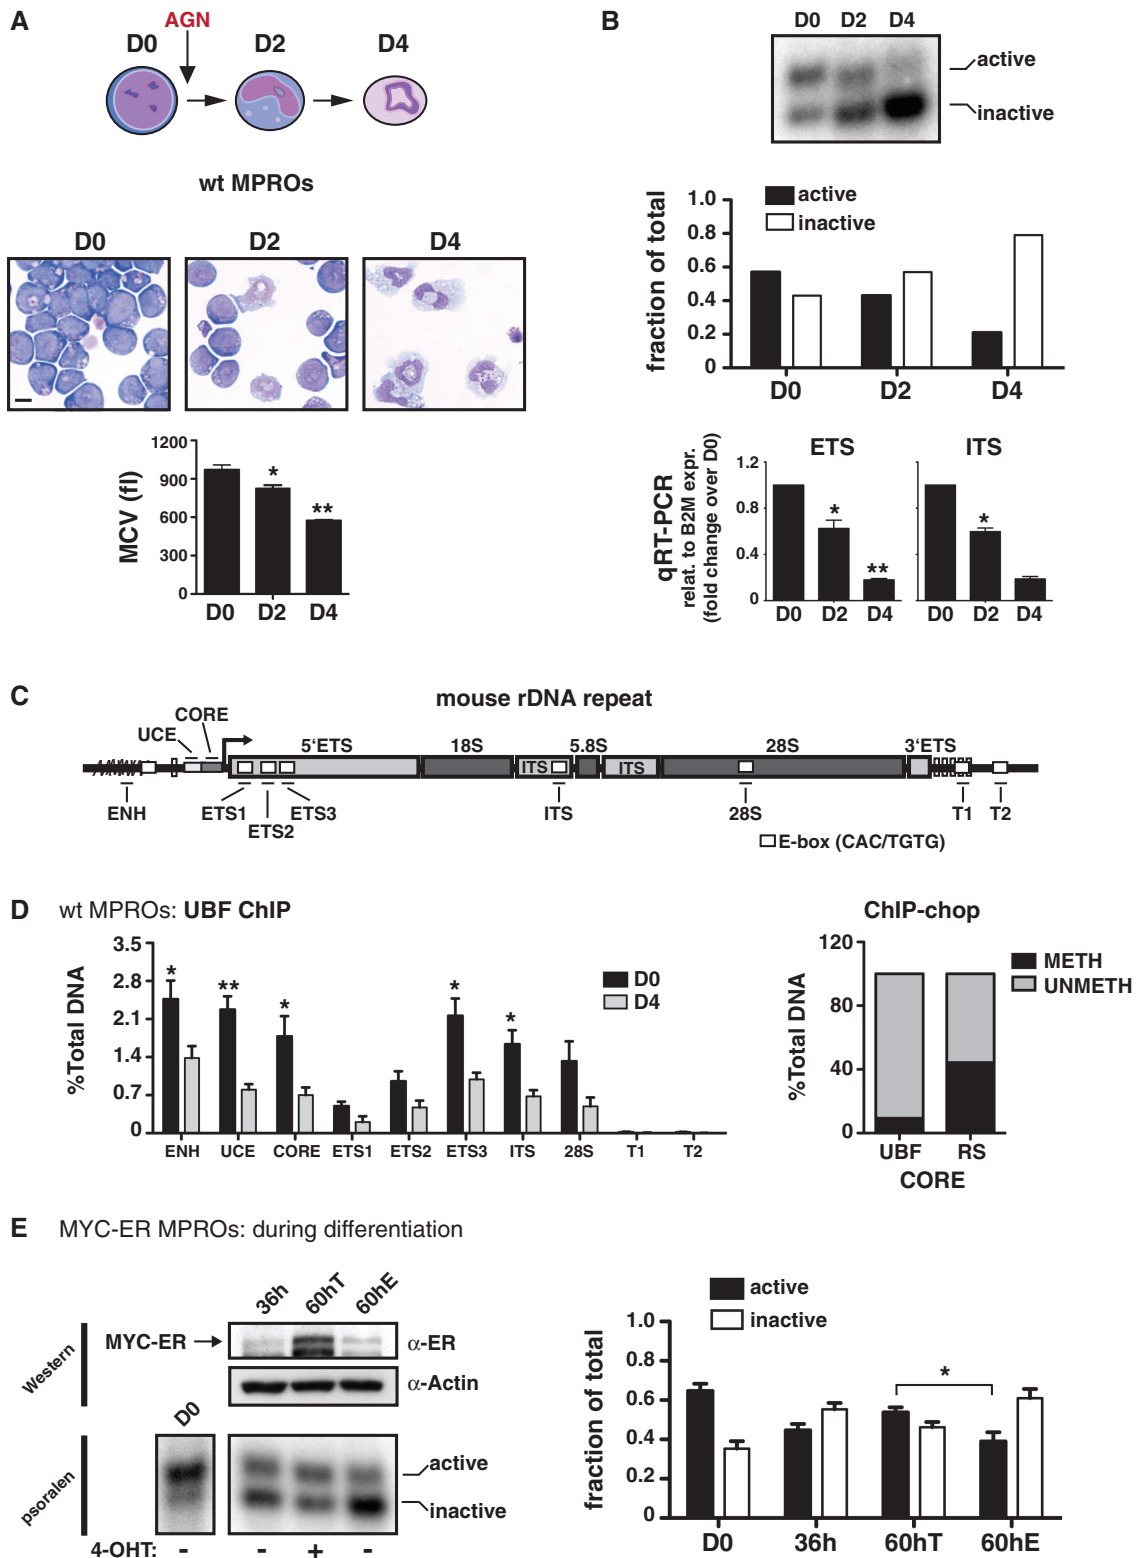 A
AGN
D0 D2 D4
wt MPROs
D0 D2 D4
1200
900
600
300
0
MCV (fl)
*
**
D0 D2 D4
B
D0 D2 D4
active
inactive
active
inactive
1.0
0.8
0.6
0.4
0.2
0
fraction of total
D0 D2 D4
ETS ITS
qRT-PCR
relat. to B2M expr.
(fold change over D0)
1.2
0.8
0.4
0
*
**
*
D0 D2 D4 D0 D2 D4
C
mouse rDNA repeat
CORE
UCE
5‘ETS 18S 5.8S 28S 3‘ETS
ITS ITS
ENH ETS1 ETS2 ETS3 ITS 28S T1 T2
E-box (CAC/TGTG)
D wt MPROs: UBF ChIP
3.5
2.8
2.1
1.4
0.7
0
%Total DNA
* ** * * *
D0
D4
ENH UCE CORE ETS1 ETS2 ETS3 ITS 28S T1 T2
ChIP-chop
120
80
40
0
%Total DNA
METH
UNMETH
UBF RS
CORE
E MYC-ER MPROs: during differentiation
36h 60hT 60hE
Western
MYC-ER
α-ER
α-Actin
D0
psoralen
active
inactive
4-OHT: - - + -
active
inactive
1.0
0.8
0.6
0.4
0.2
0
fraction of total
*
D0 36h 60hT 60hE